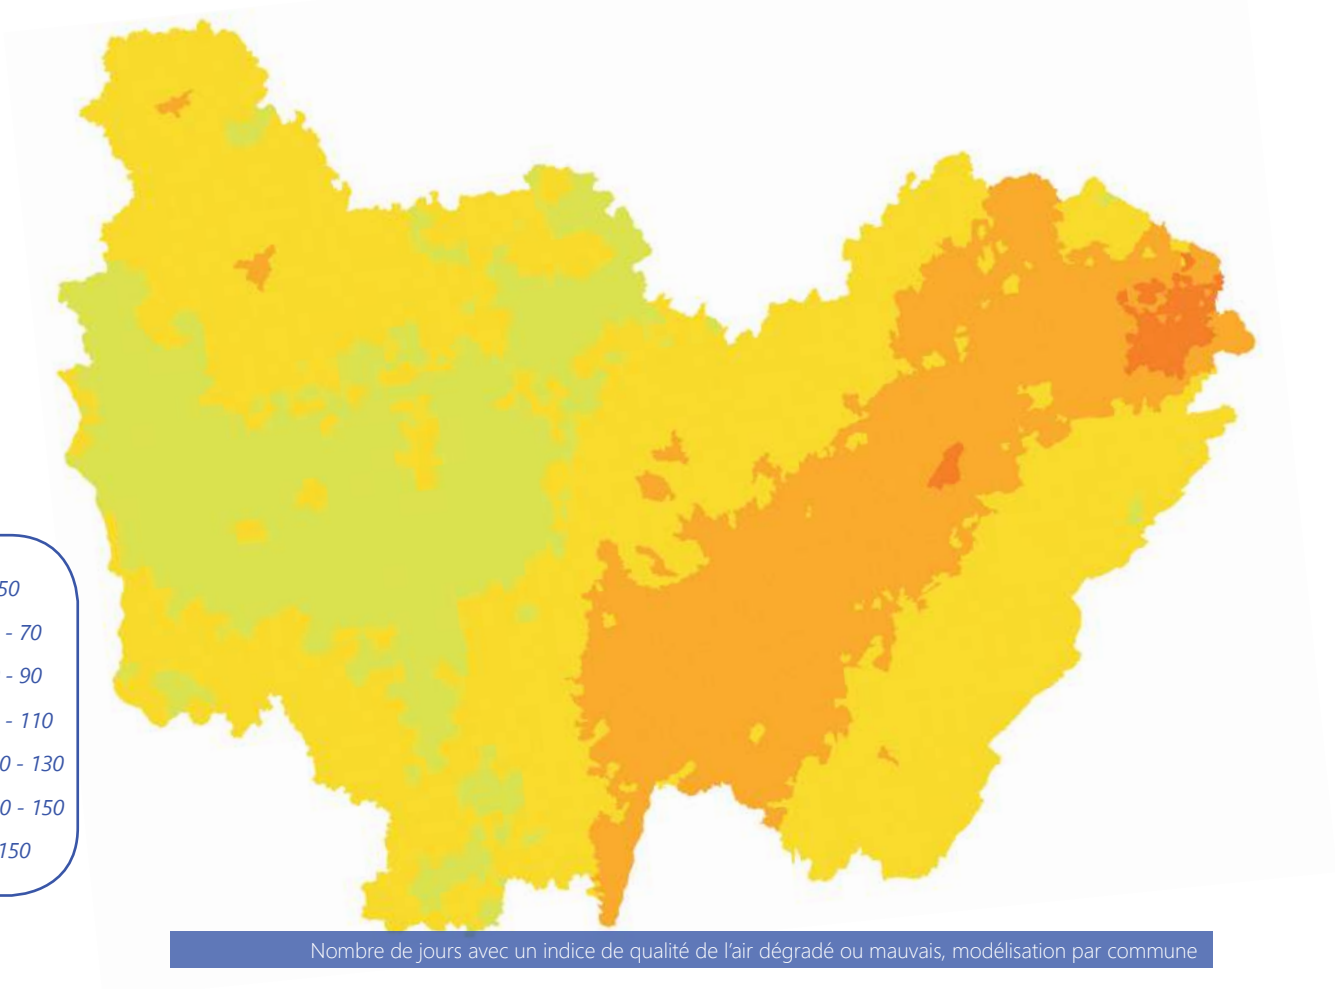 50
- 70
- 90
- 110
0 - 130
0 - 150
150
Nombre de jours avec un indice de qualité de l'air dégradé ou mauvais, modélisation par commune